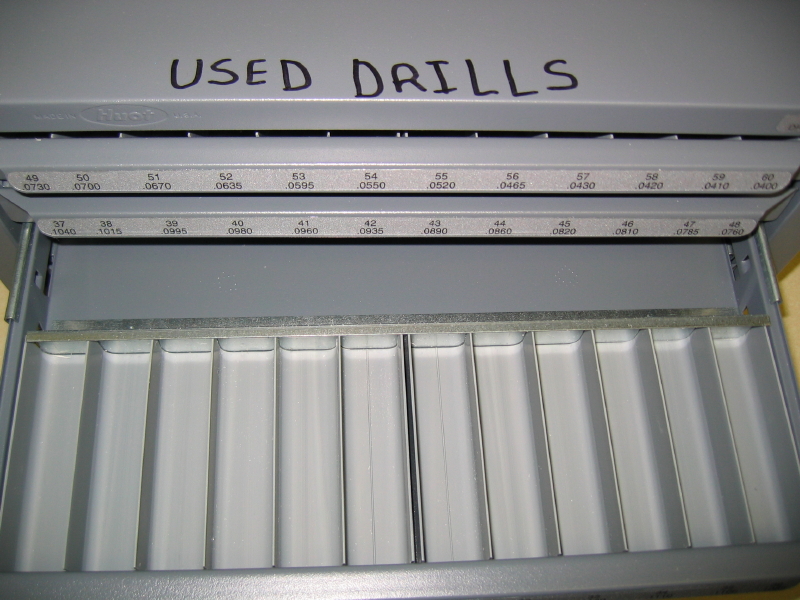 USED DRILLS
Huot
49 50 51 52 53 54 55 56 57 58 59 60
.0730 .0700 .0670 .0635 .0595 .0550 .0520 .0465 .0430 .0420 .0410 .0400
37 38 39 40 41 42 43 44 45 46 47 48
.1040 .1015 .0995 .0980 .0960 .0935 .0890 .0860 .0820 .0810 .0785 .0760